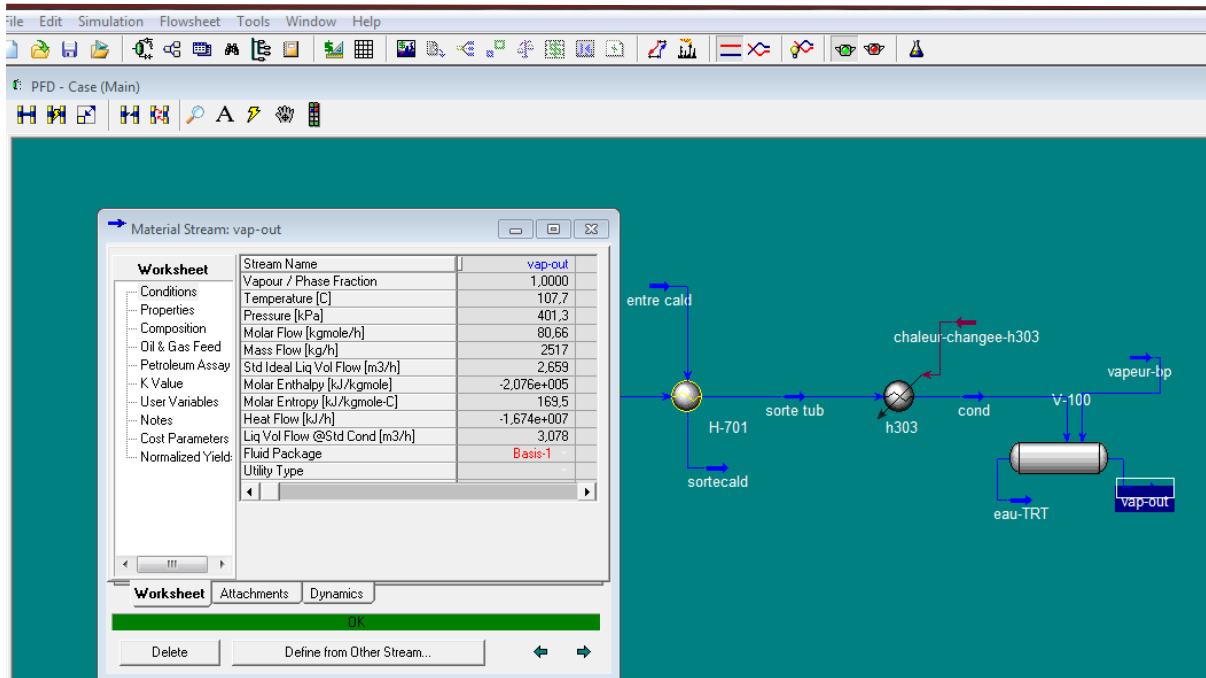 File Edit Simulation Flowsheet Tools Window Help
PFD - Case (Main)
A
Material Stream: vap-out
Worksheet
Conditions
Properties
Composition
Oil & Gas Feed
Petroleum Assay
K Value
User Variables
Notes
Cost Parameters
Normalized Yield
Stream Name vap-out
Vapour / Phase Fraction 1,0000
Temperature [C] 107,7
Pressure [kPa] 401,3
Molar Flow [kgmole/h] 80,66
Mass Flow [kg/h] 2517
Std Ideal Liq Vol Flow [m3/h] 2,659
Molar Enthalpy [kJ/kgmole] -2,076e+005
Molar Entropy [kJ/kgmole-C] 169,5
Heat Flow [kJ/h] -1,674e+007
Liq Vol Flow @Std Cond [m3/h] 3,078
Fluid Package Basis-1
Utility Type
Worksheet Attachments Dynamics
OK
Delete Define from Other Stream...
entre cald
H-701
sortecald
sorte tub
chaleur-changee-h303
h303
cond
vapeur-bp
V-100
eau-TRT
vap-out